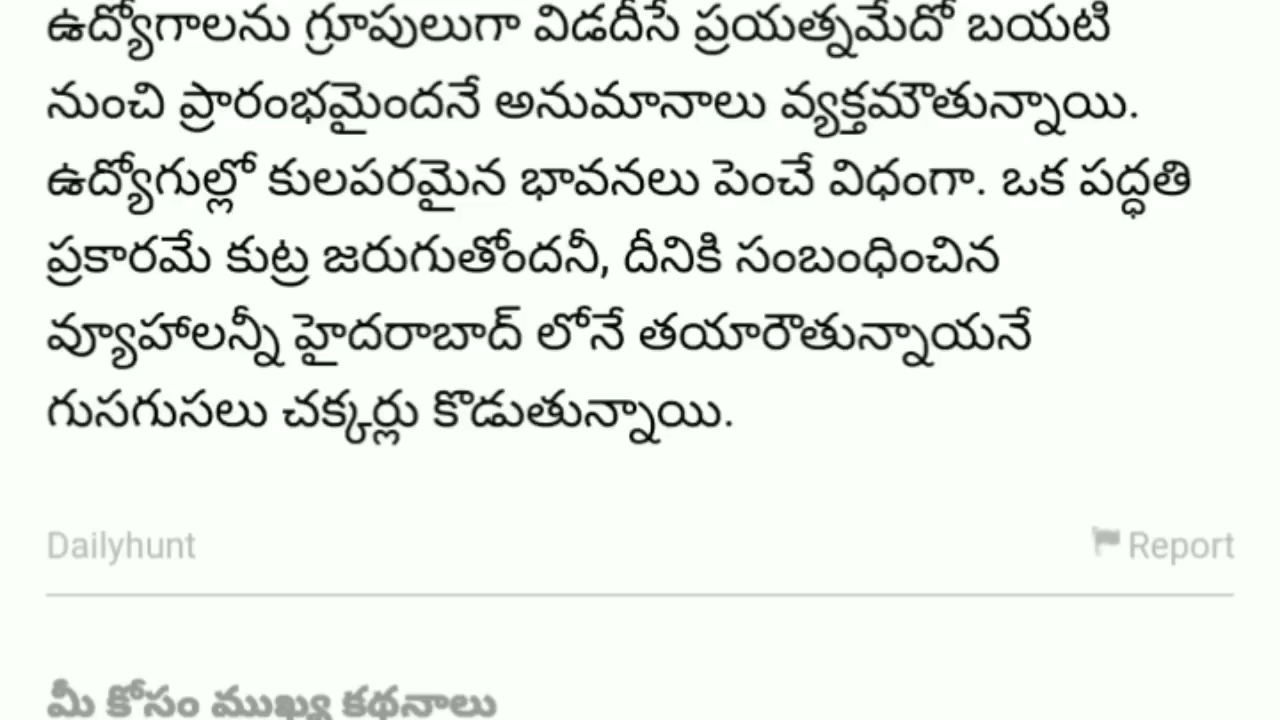 ఉద్యోగాలను గ్రూపులుగా విడదీసే ప్రయత్నమేదో బయటి
నుంచి ప్రారంభమైందనే అనుమానాలు వ్యక్తమౌతున్నాయి.
ఉద్యోగుల్లో కులపరమైన భావనలు పెంచే విధంగా. ఒక పద్ధతి
ప్రకారమే కుట్ర జరుగుతోందనీ, దీనికి సంబంధించిన
వ్యూహాలన్నీ హైదరాబాద్ లోనే తయారౌతున్నాయనే
గుసగుసలు చక్కర్లు కొడుతున్నాయి.
Dailyhunt
Report
మీ కోసం ముఖ్య కథనాలు